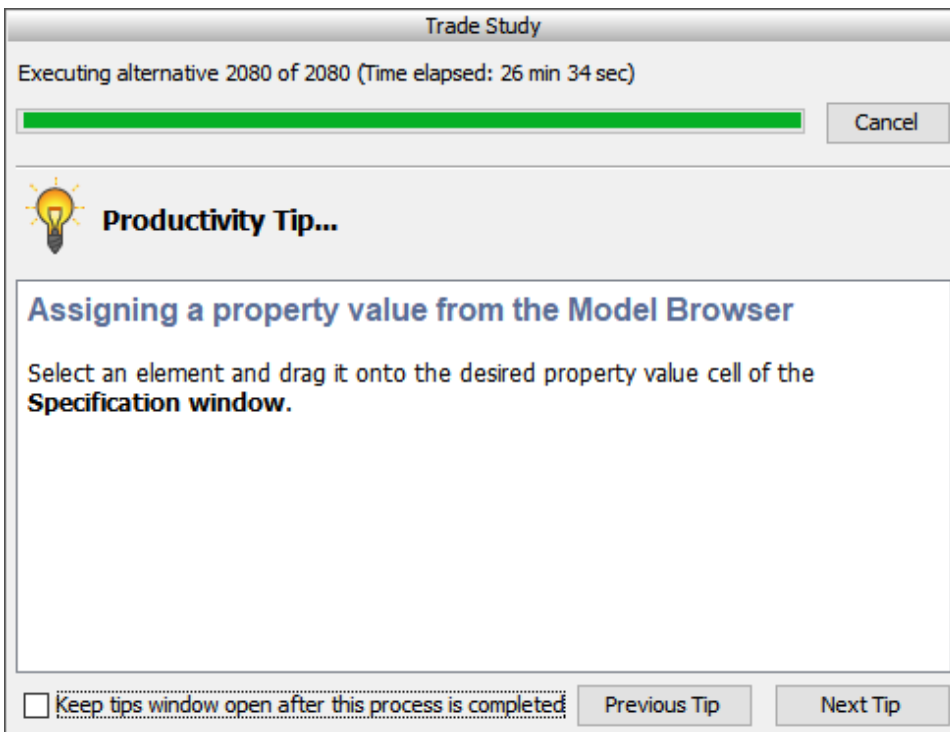 Trade Study
Executing alternative 2080 of 2080 (Time elapsed: 26 min 34 sec)
Cancel
Productivity Tip...
Assigning a property value from the Model Browser
Select an element and drag it onto the desired property value cell of the
Specification window.
Keep tips window open after this process is completed
Previous Tip
Next Tip